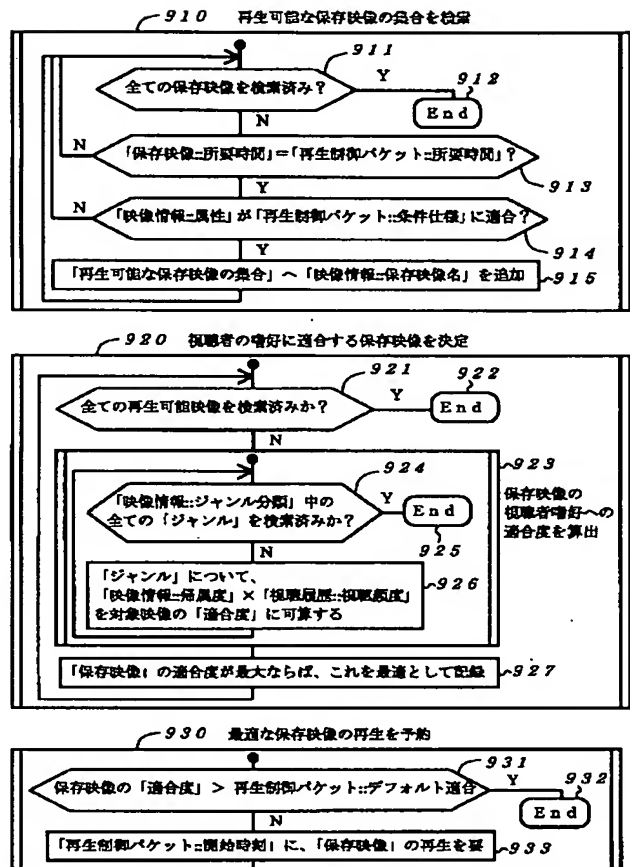 910 再生可能な保存映像の集合を検索
911
全ての保存映像を検索済み？
Y
912
End
N
N
「保存映像::所要時間」＝「再生制御パケット::所要時間」？
913
Y
N
「映像情報::属性」が「再生制御パケット::条件仕様」に適合？
914
Y
「再生可能な保存映像の集合」へ「映像情報::保存映像名」を追加
915
920 視聴者の嗜好に適合する保存映像を決定
921
922
全ての再生可能映像を検索済みか？
Y
End
N
923
924
保存映像の
視聴者嗜好への
適合度を算出
「映像情報::ジャンル分類」中の
全ての「ジャンル」を検索済みか？
Y
End
925
N
「ジャンル」について、
「映像情報::帰属度」×「視聴履歴::視聴頻度」
を対象映像の「適合度」に可算する
926
「保存映像」の適合度が最大ならば、これを最適として記録
927
930 最適な保存映像の再生を予約
931
保存映像の「適合度」＞ 再生制御パケット::デフォルト適合
Y
932
End
N
「再生制御パケット::開始時刻」に、「保存映像」の再生を要
933